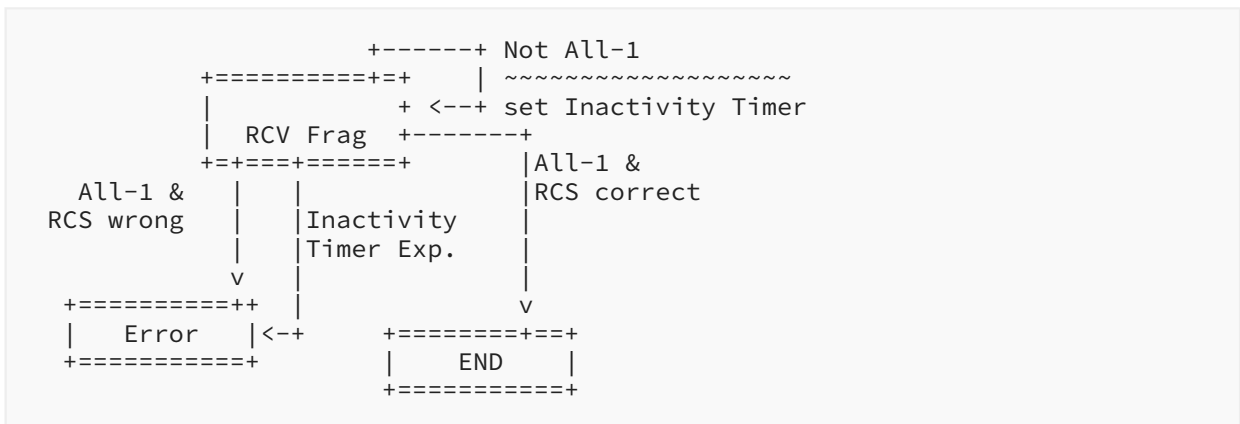 +------+ Not All-1
          +==========+=+    | ~~~~~~~~~~~~~~~~~~~
          |            + <--+ set Inactivity Timer
          |  RCV Frag  +-------+
          +=+===+======+       |All-1 &
   All-1 &  |   |              |RCS correct
 RCS wrong  |   |Inactivity    |
            |   |Timer Exp.    |
            v   |              |
  +==========++ |              v
  |   Error   |<-+     +========+==+
  +===========+        |    END    |
                       +===========+